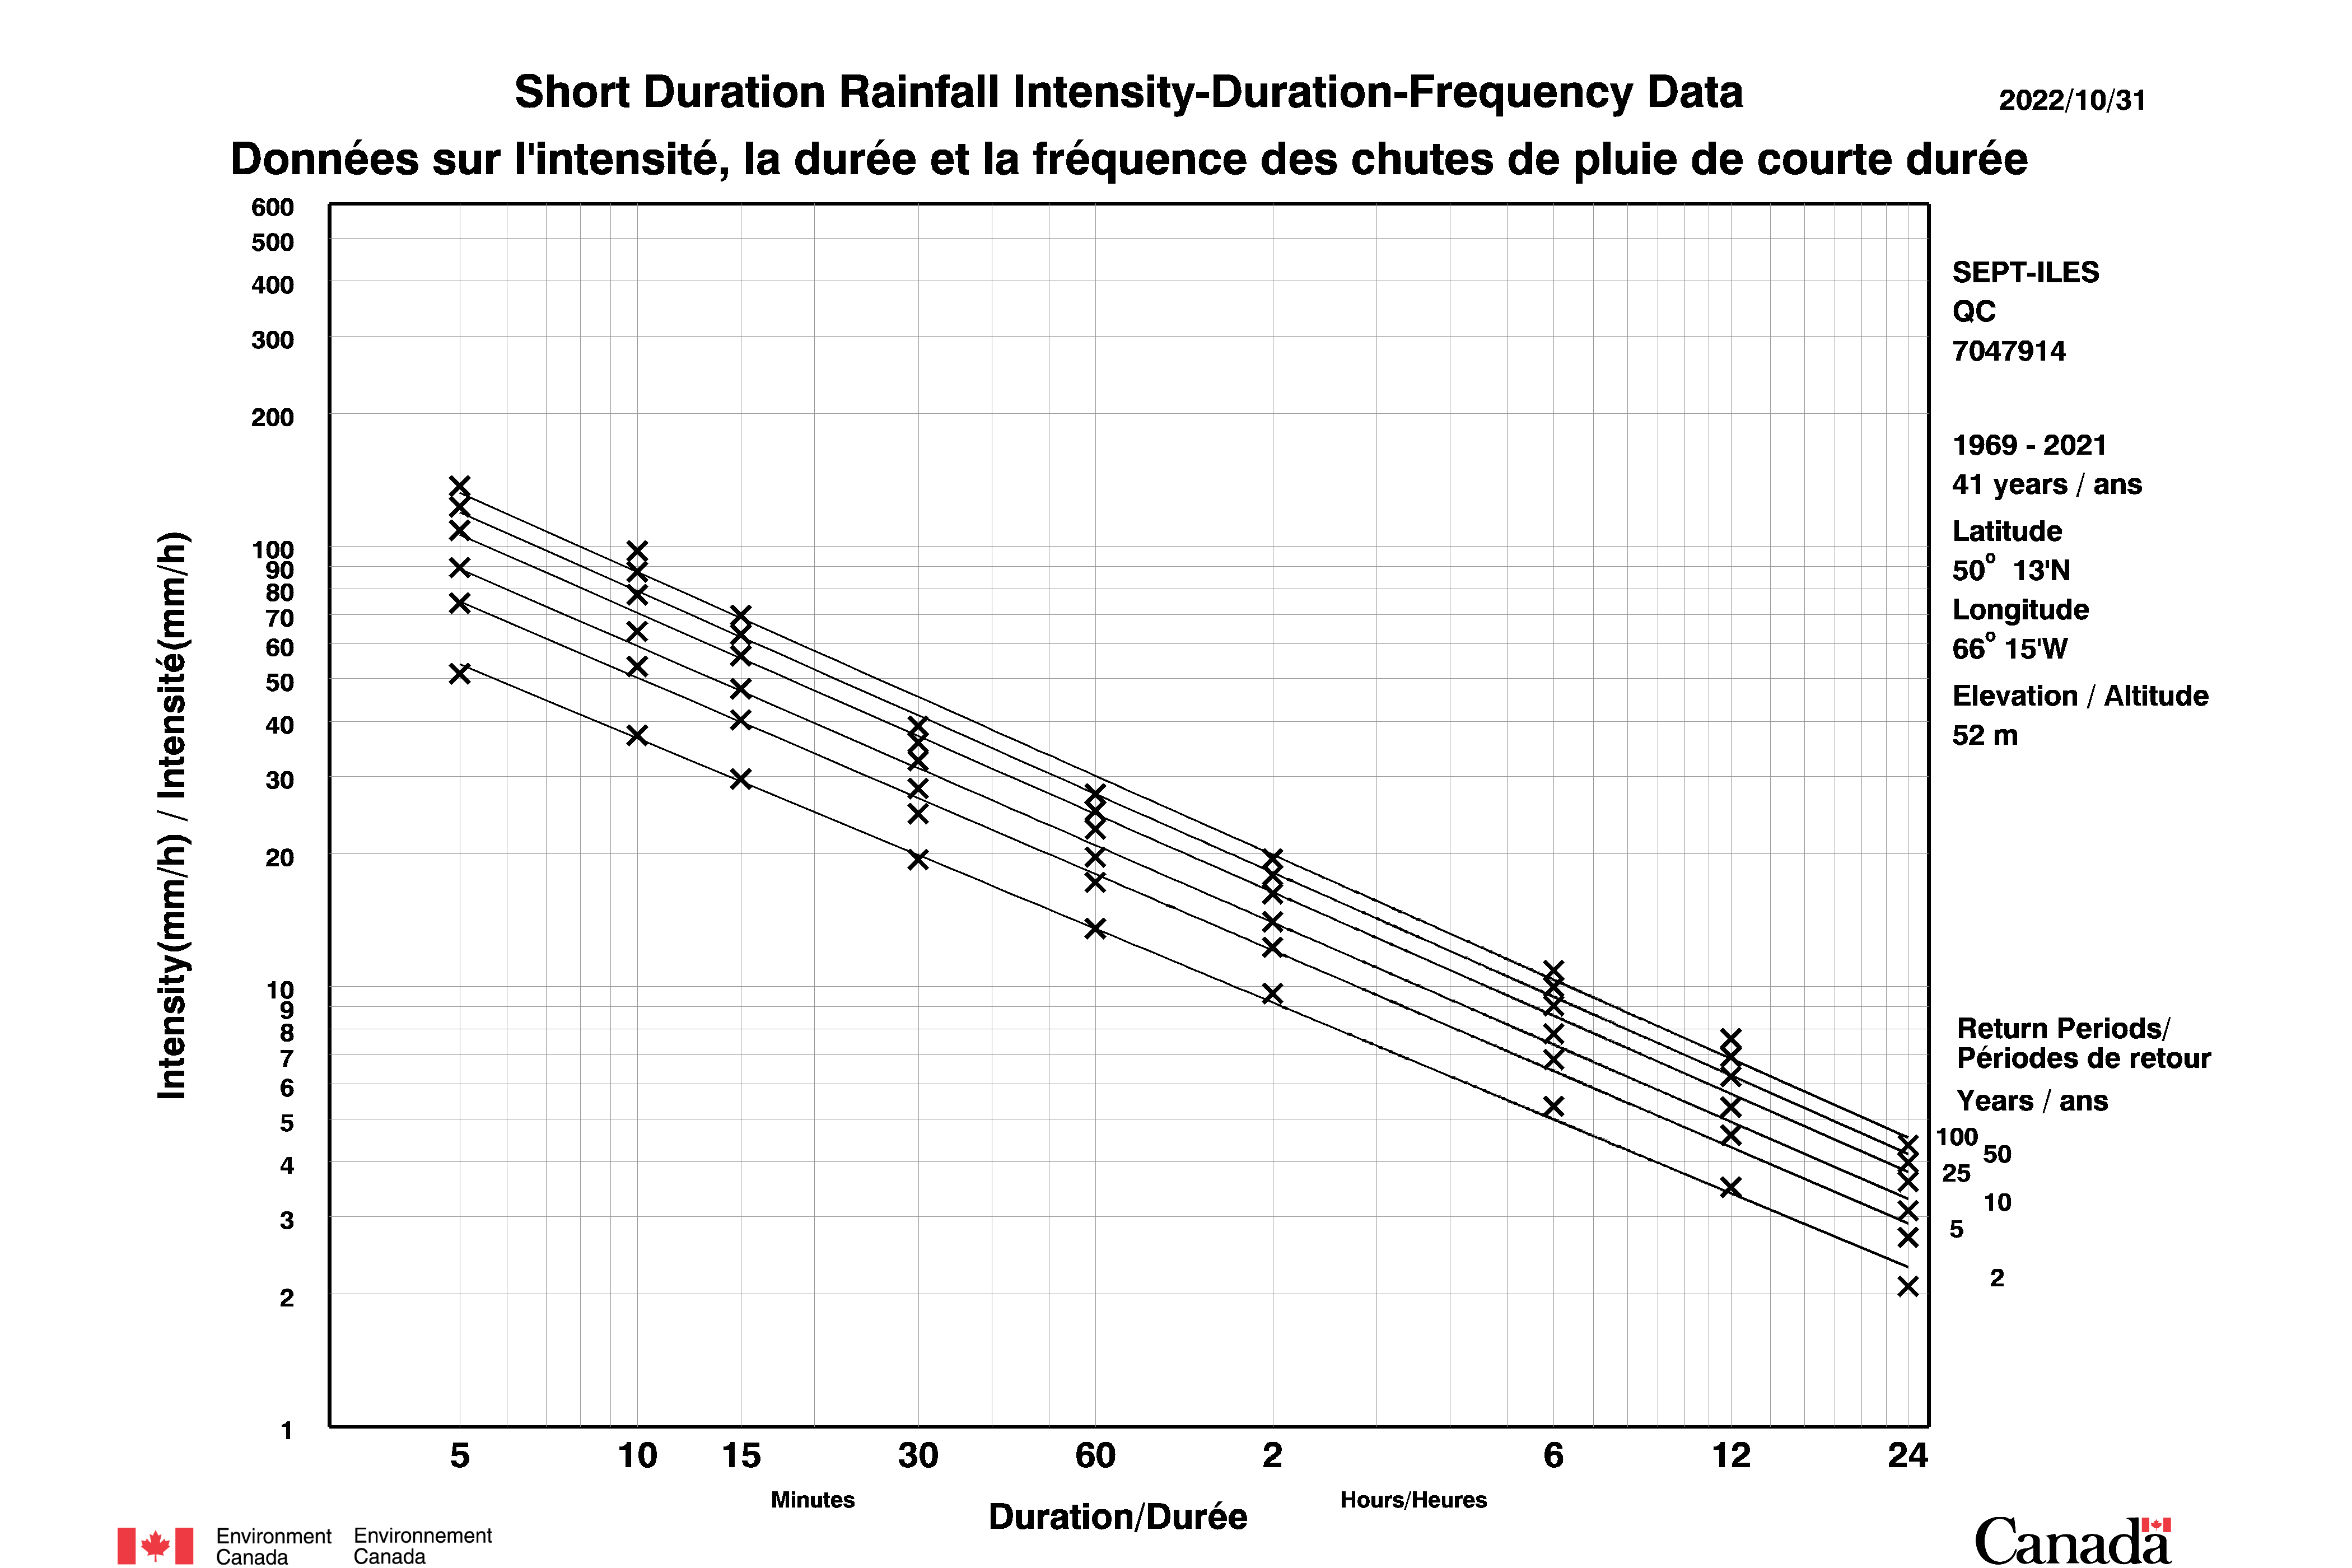 Short Duration Rainfall Intensity-Duration-Frequency Data
2022/10/31
Données sur l'intensité, la durée et la fréquence des chutes de pluie de courte durée
600
500
400
300
200
100
90
80
70
60
50
40
30
20
10
9
8
7
6
5
4
3
2
1
Intensity(mm/h) / Intensité(mm/h)
SEPT-ILES
QC
7047914
1969 - 2021
41 years / ans
Latitude
50° 13'N
Longitude
66° 15'W
Elevation / Altitude
52 m
Return Periods/
Périodes de retour
Years / ans
100
50
25
10
5
2
5 10 15 30 60 2 6 12 24
Minutes
Hours/Heures
Duration/Durée
Environment
Canada
Environnement
Canada
Canada